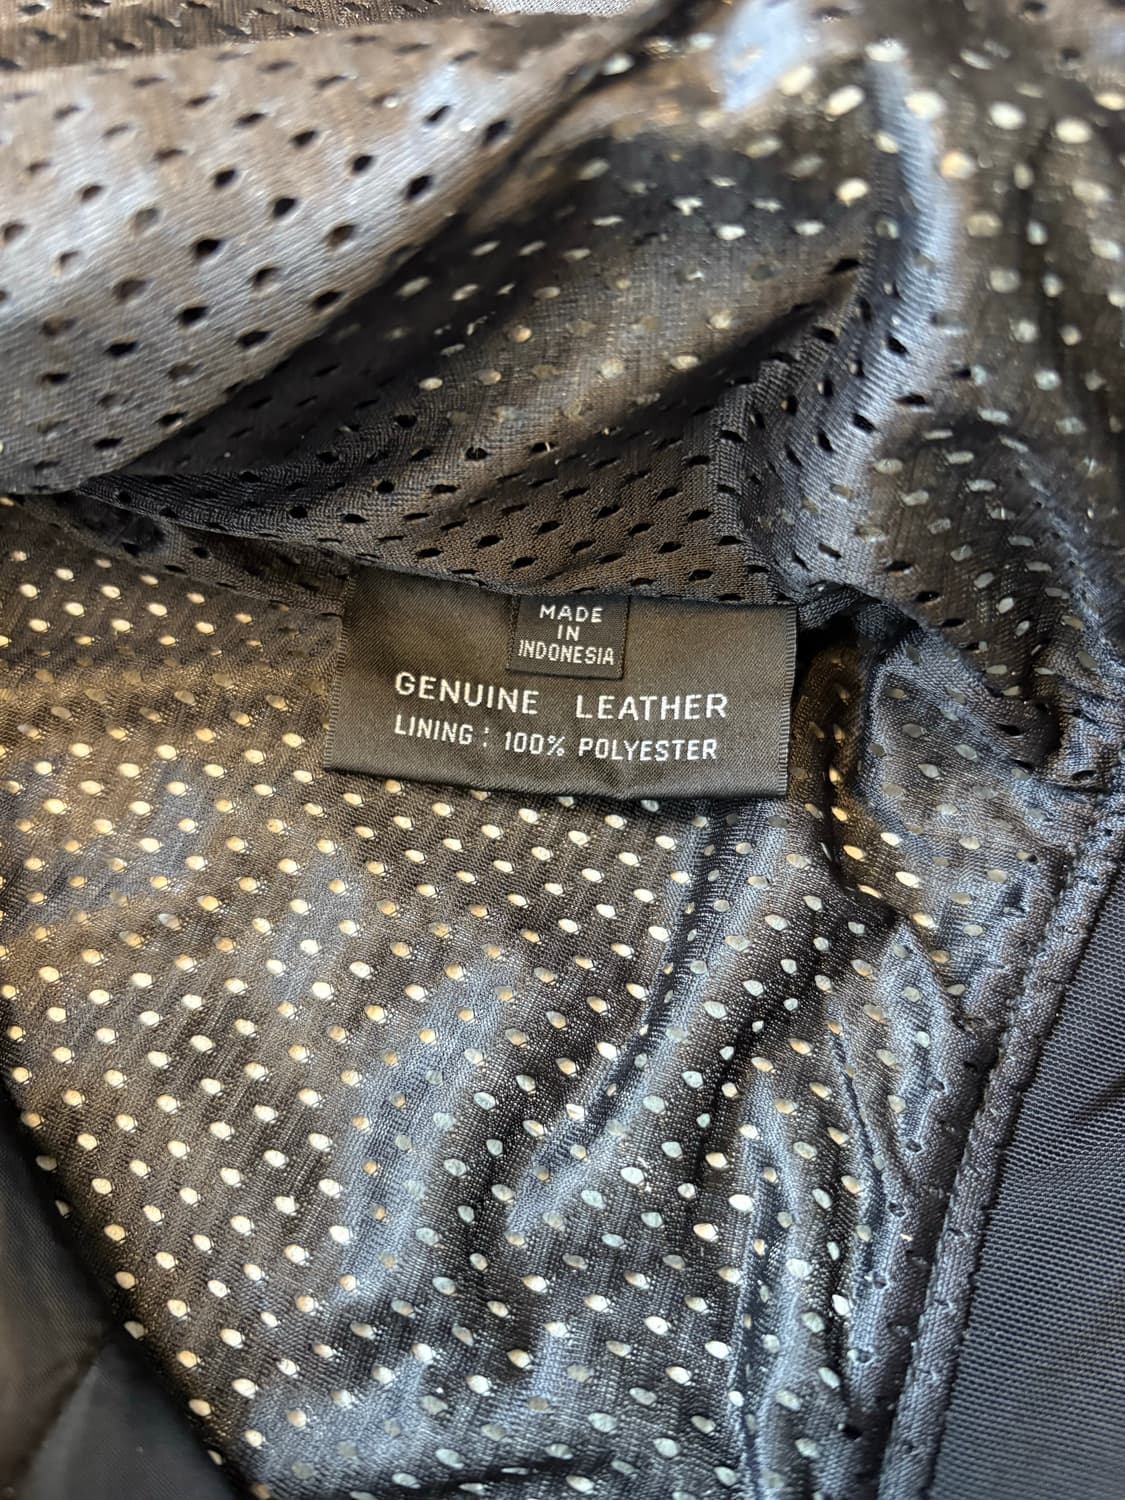 MADE
IN
INDONESIA
GENUINE LEATHER
LINING : 100% POLYESTER